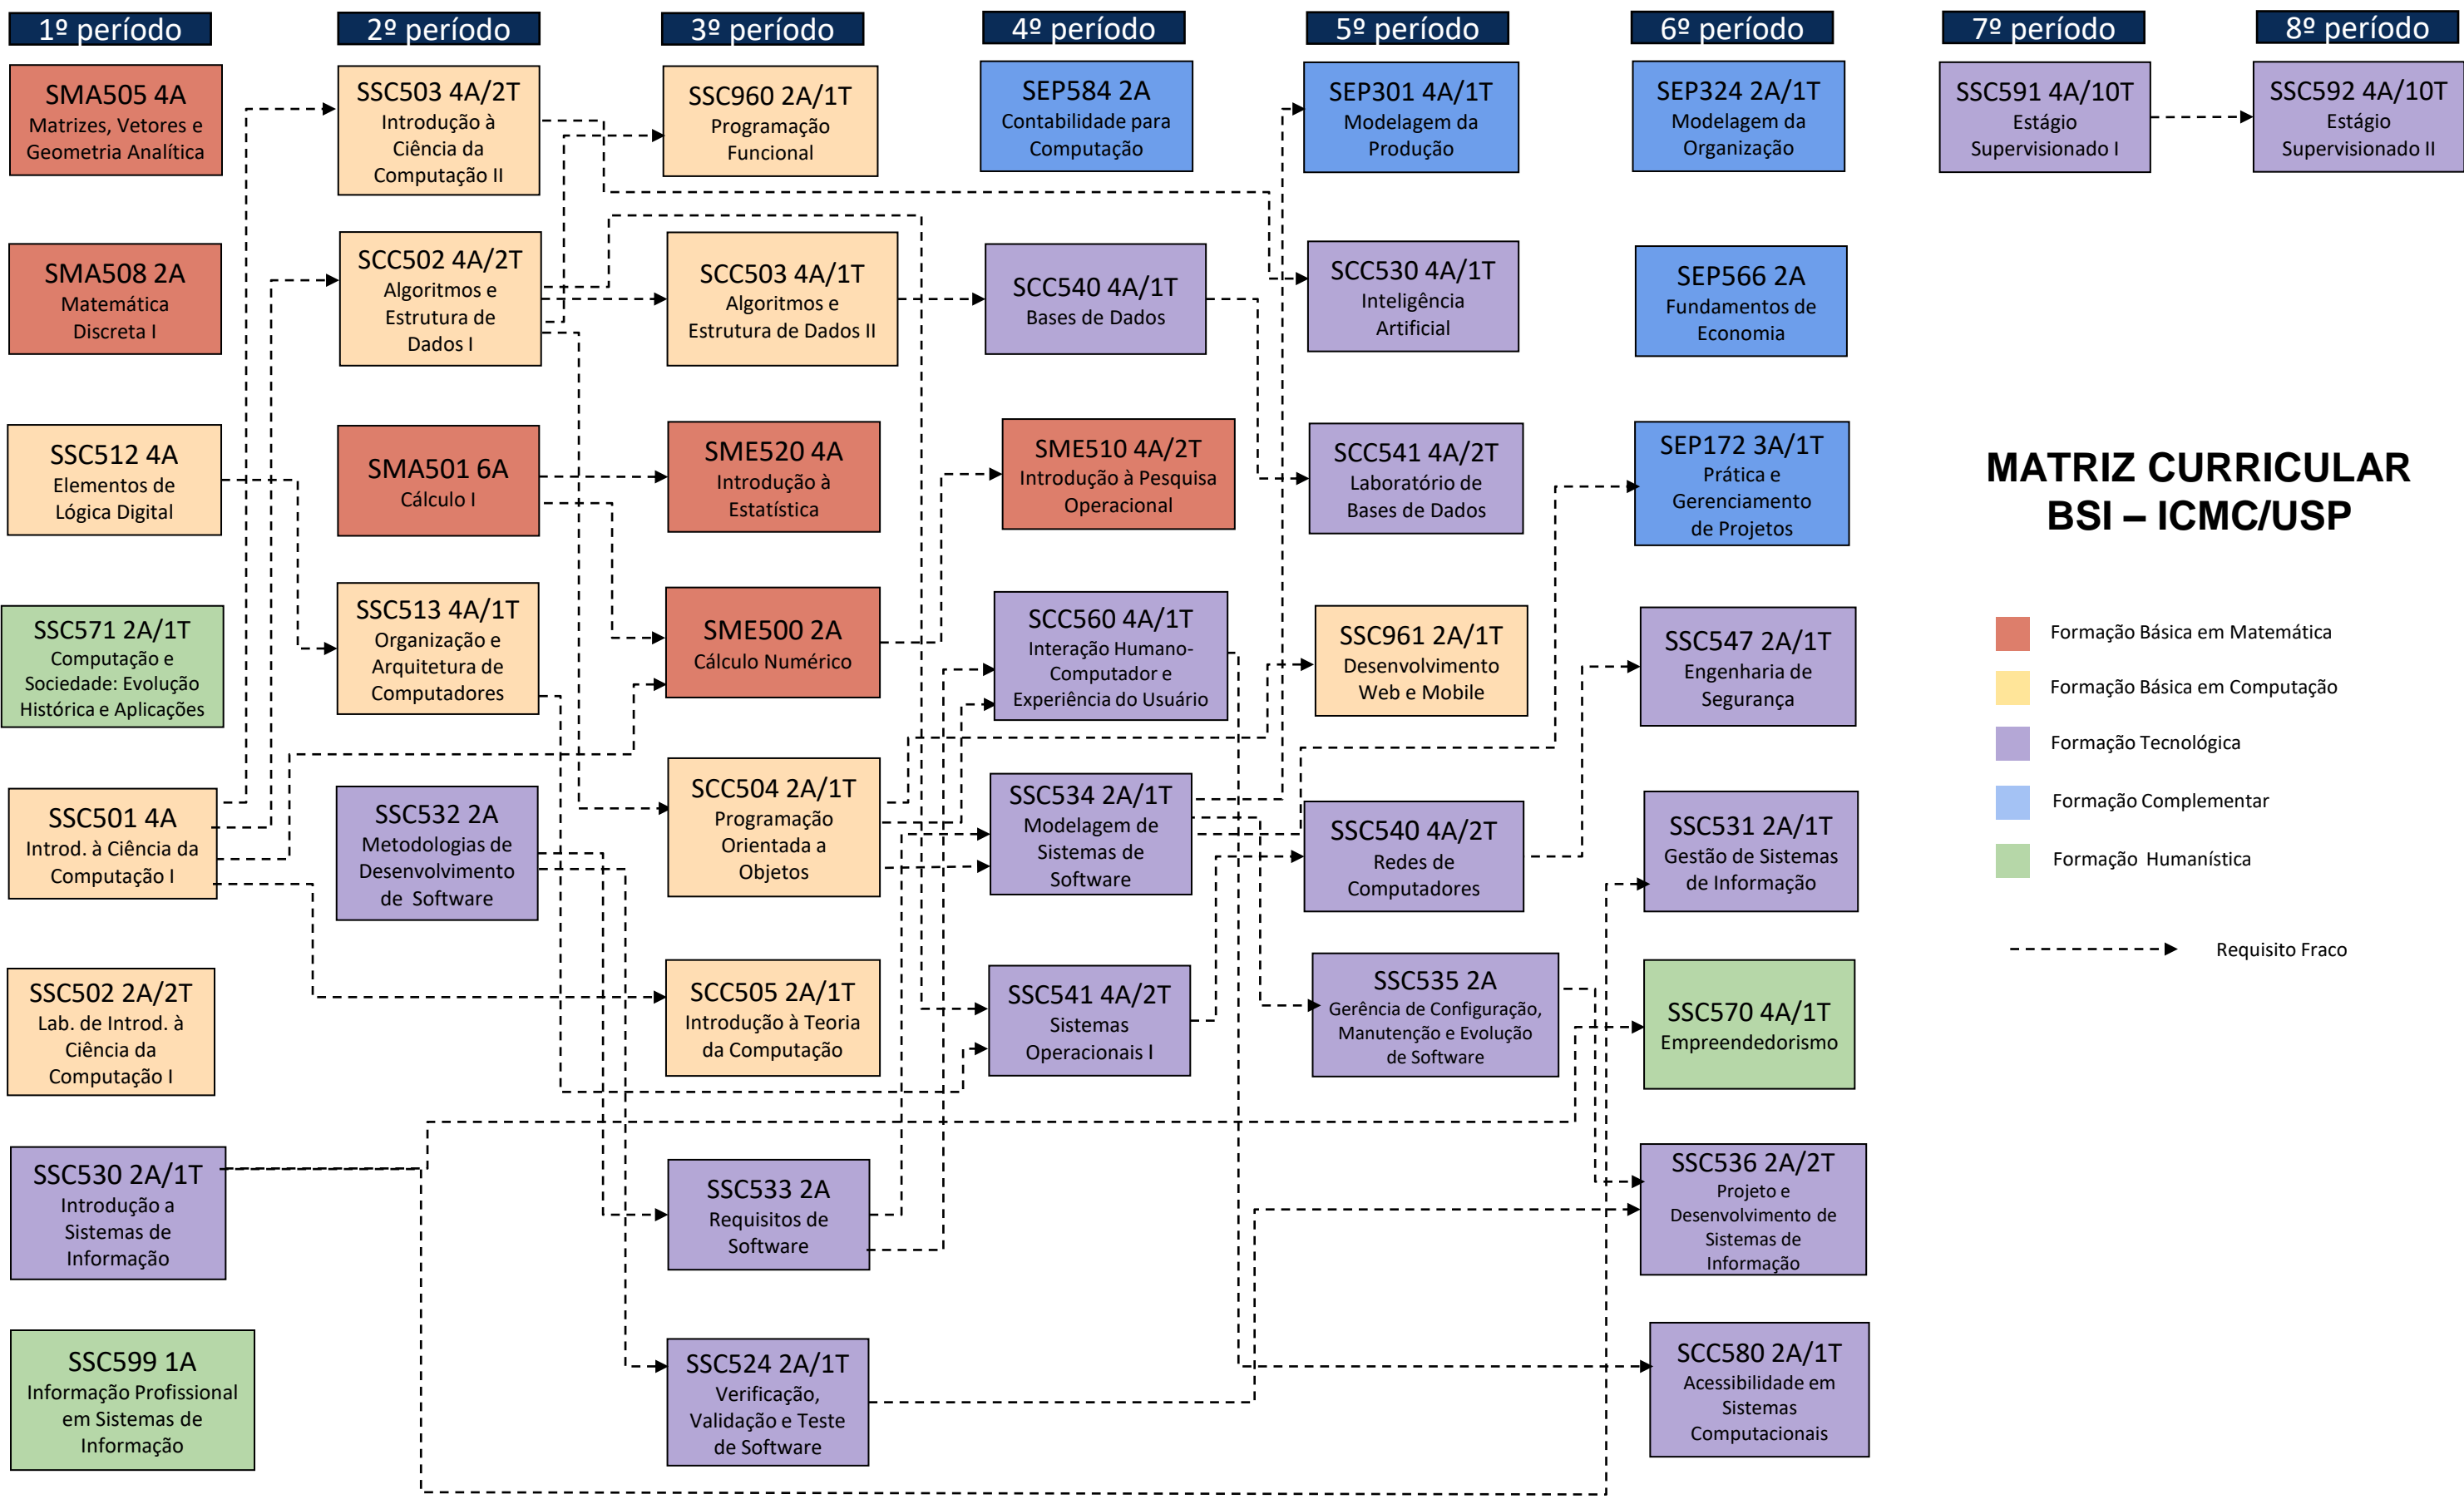 1º período
2º período
3º período
4º período
5º período
6º período
7º período
8º período
SMA505 4A
Matrizes, Vetores e
Geometria Analítica
SMA508 2A
Matemática
Discreta I
SSC512 4A
Elementos de
Lógica Digital
SSC571 2A/1T
Computação e
Sociedade: Evolução
Histórica e Aplicações
SSC501 4A
Introd. à Ciência da
Computação I
SSC502 2A/2T
Lab. de Introd. à
Ciência da
Computação I
SSC530 2A/1T
Introdução a
Sistemas de
Informação
SSC599 1A
Informação Profissional
em Sistemas de
Informação
SSC503 4A/2T
Introdução à
Ciência da
Computação II
SCC502 4A/2T
Algoritmos e
Estrutura de
Dados I
SMA501 6A
Cálculo I
SSC513 4A/1T
Organização e
Arquitetura de
Computadores
SSC532 2A
Metodologias de
Desenvolvimento
de Software
SSC960 2A/1T
Programação
Funcional
SCC503 4A/1T
Algoritmos e
Estrutura de Dados II
SME520 4A
Introdução à
Estatística
SME500 2A
Cálculo Numérico
SCC504 2A/1T
Programação
Orientada a
Objetos
SCC505 2A/1T
Introdução à Teoria
da Computação
SSC533 2A
Requisitos de
Software
SSC524 2A/1T
Verificação,
Validação e Teste
de Software
SEP584 2A
Contabilidade para
Computação
SCC540 4A/1T
Bases de Dados
SME510 4A/2T
Introdução à Pesquisa
Operacional
SCC560 4A/1T
Interação Humano-
Computador e
Experiência do Usuário
SSC534 2A/1T
Modelagem de
Sistemas de
Software
SSC541 4A/2T
Sistemas
Operacionais I
SEP301 4A/1T
Modelagem da
Produção
SCC530 4A/1T
Inteligência
Artificial
SCC541 4A/2T
Laboratório de
Bases de Dados
SSC961 2A/1T
Desenvolvimento
Web e Mobile
SSC540 4A/2T
Redes de
Computadores
SSC535 2A
Gerência de Configuração,
Manutenção e Evolução
de Software
SEP324 2A/1T
Modelagem da
Organização
SEP566 2A
Fundamentos de
Economia
SEP172 3A/1T
Prática e
Gerenciamento
de Projetos
SSC547 2A/1T
Engenharia de
Segurança
SSC531 2A/1T
Gestão de Sistemas
de Informação
SSC570 4A/1T
Empreendedorismo
SSC536 2A/2T
Projeto e
Desenvolvimento de
Sistemas de
Informação
SCC580 2A/1T
Acessibilidade em
Sistemas
Computacionais
SSC591 4A/10T
Estágio
Supervisionado I
SSC592 4A/10T
Estágio
Supervisionado II
MATRIZ CURRICULAR
BSI – ICMC/USP
Formação Básica em Matemática
Formação Básica em Computação
Formação Tecnológica
Formação Complementar
Formação Humanística
Requisito Fraco